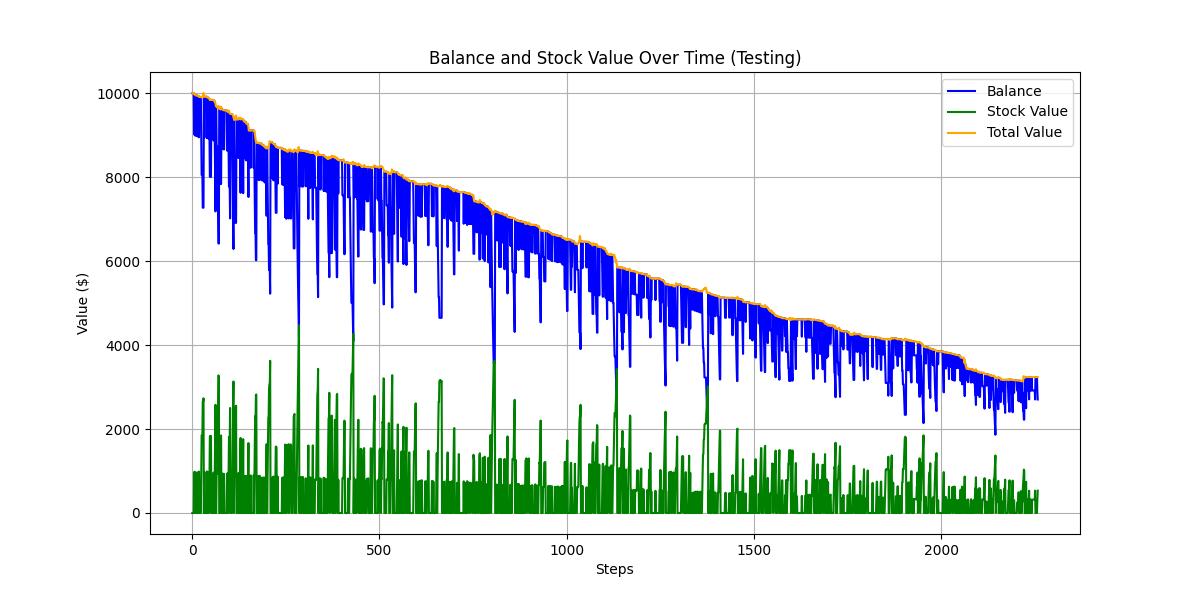 Balance and Stock Value Over Time (Testing)
Balance
Stock Value
Total Value
10000
8000
6000
4000
2000
0
Value ($)
0 500 1000 1500 2000
Steps